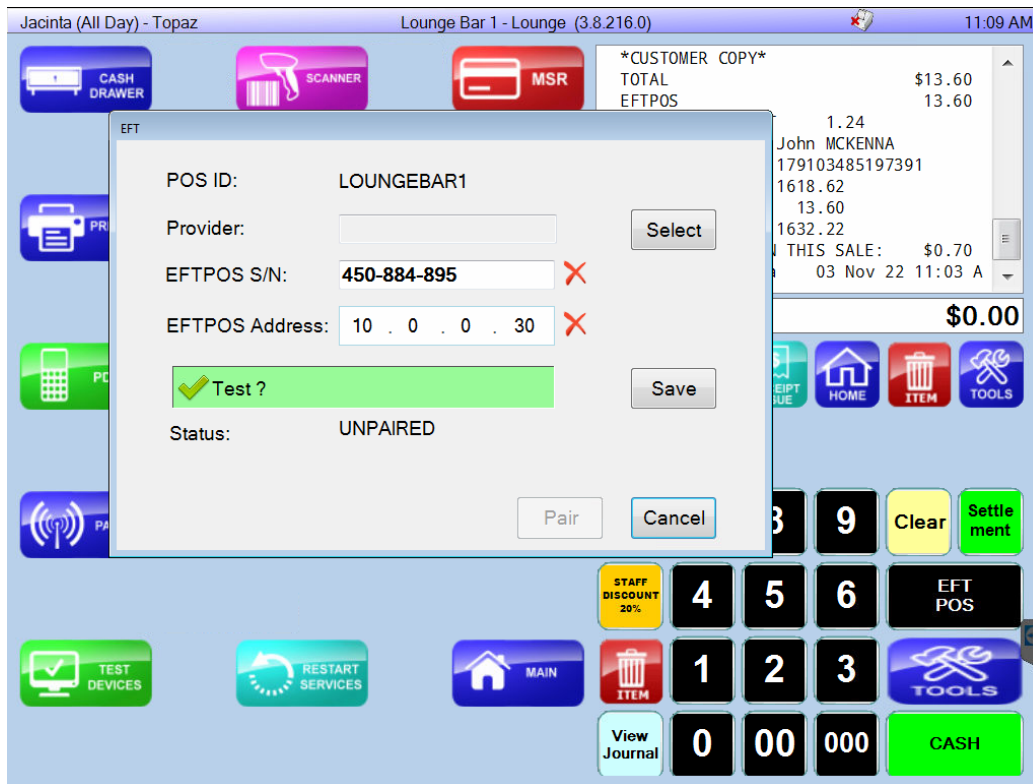 Jacinta (All Day) - Topaz
Lounge Bar 1 - Lounge (3.8.216.0)
11:09 AM
CASH
DRAWER
SCANNER
MSR
*CUSTOMER COPY*
TOTAL $13.60
EFTPOS 13.60
1.24
John MCKENNA
179103485197391
1618.62
13.60
1632.22
THIS SALE: $0.70
03 Nov 22 11:03 A
$0.00
EFT
POS ID: LOUNGEBAR1
Provider:
Select
EFTPOS S/N: 450-884-895
EFTPOS Address: 10 . 0 . 0 . 30
Test ?
Save
Status: UNPAIRED
Pair
Cancel
HOME
ITEM
TOOLS
9
Clear
Settle
ment
STAFF
DISCOUNT
20%
4
5
6
EFT
POS
TEST
DEVICES
RESTART
SERVICES
MAIN
ITEM
1
2
3
TOOLS
View
Journal
0
00
000
CASH